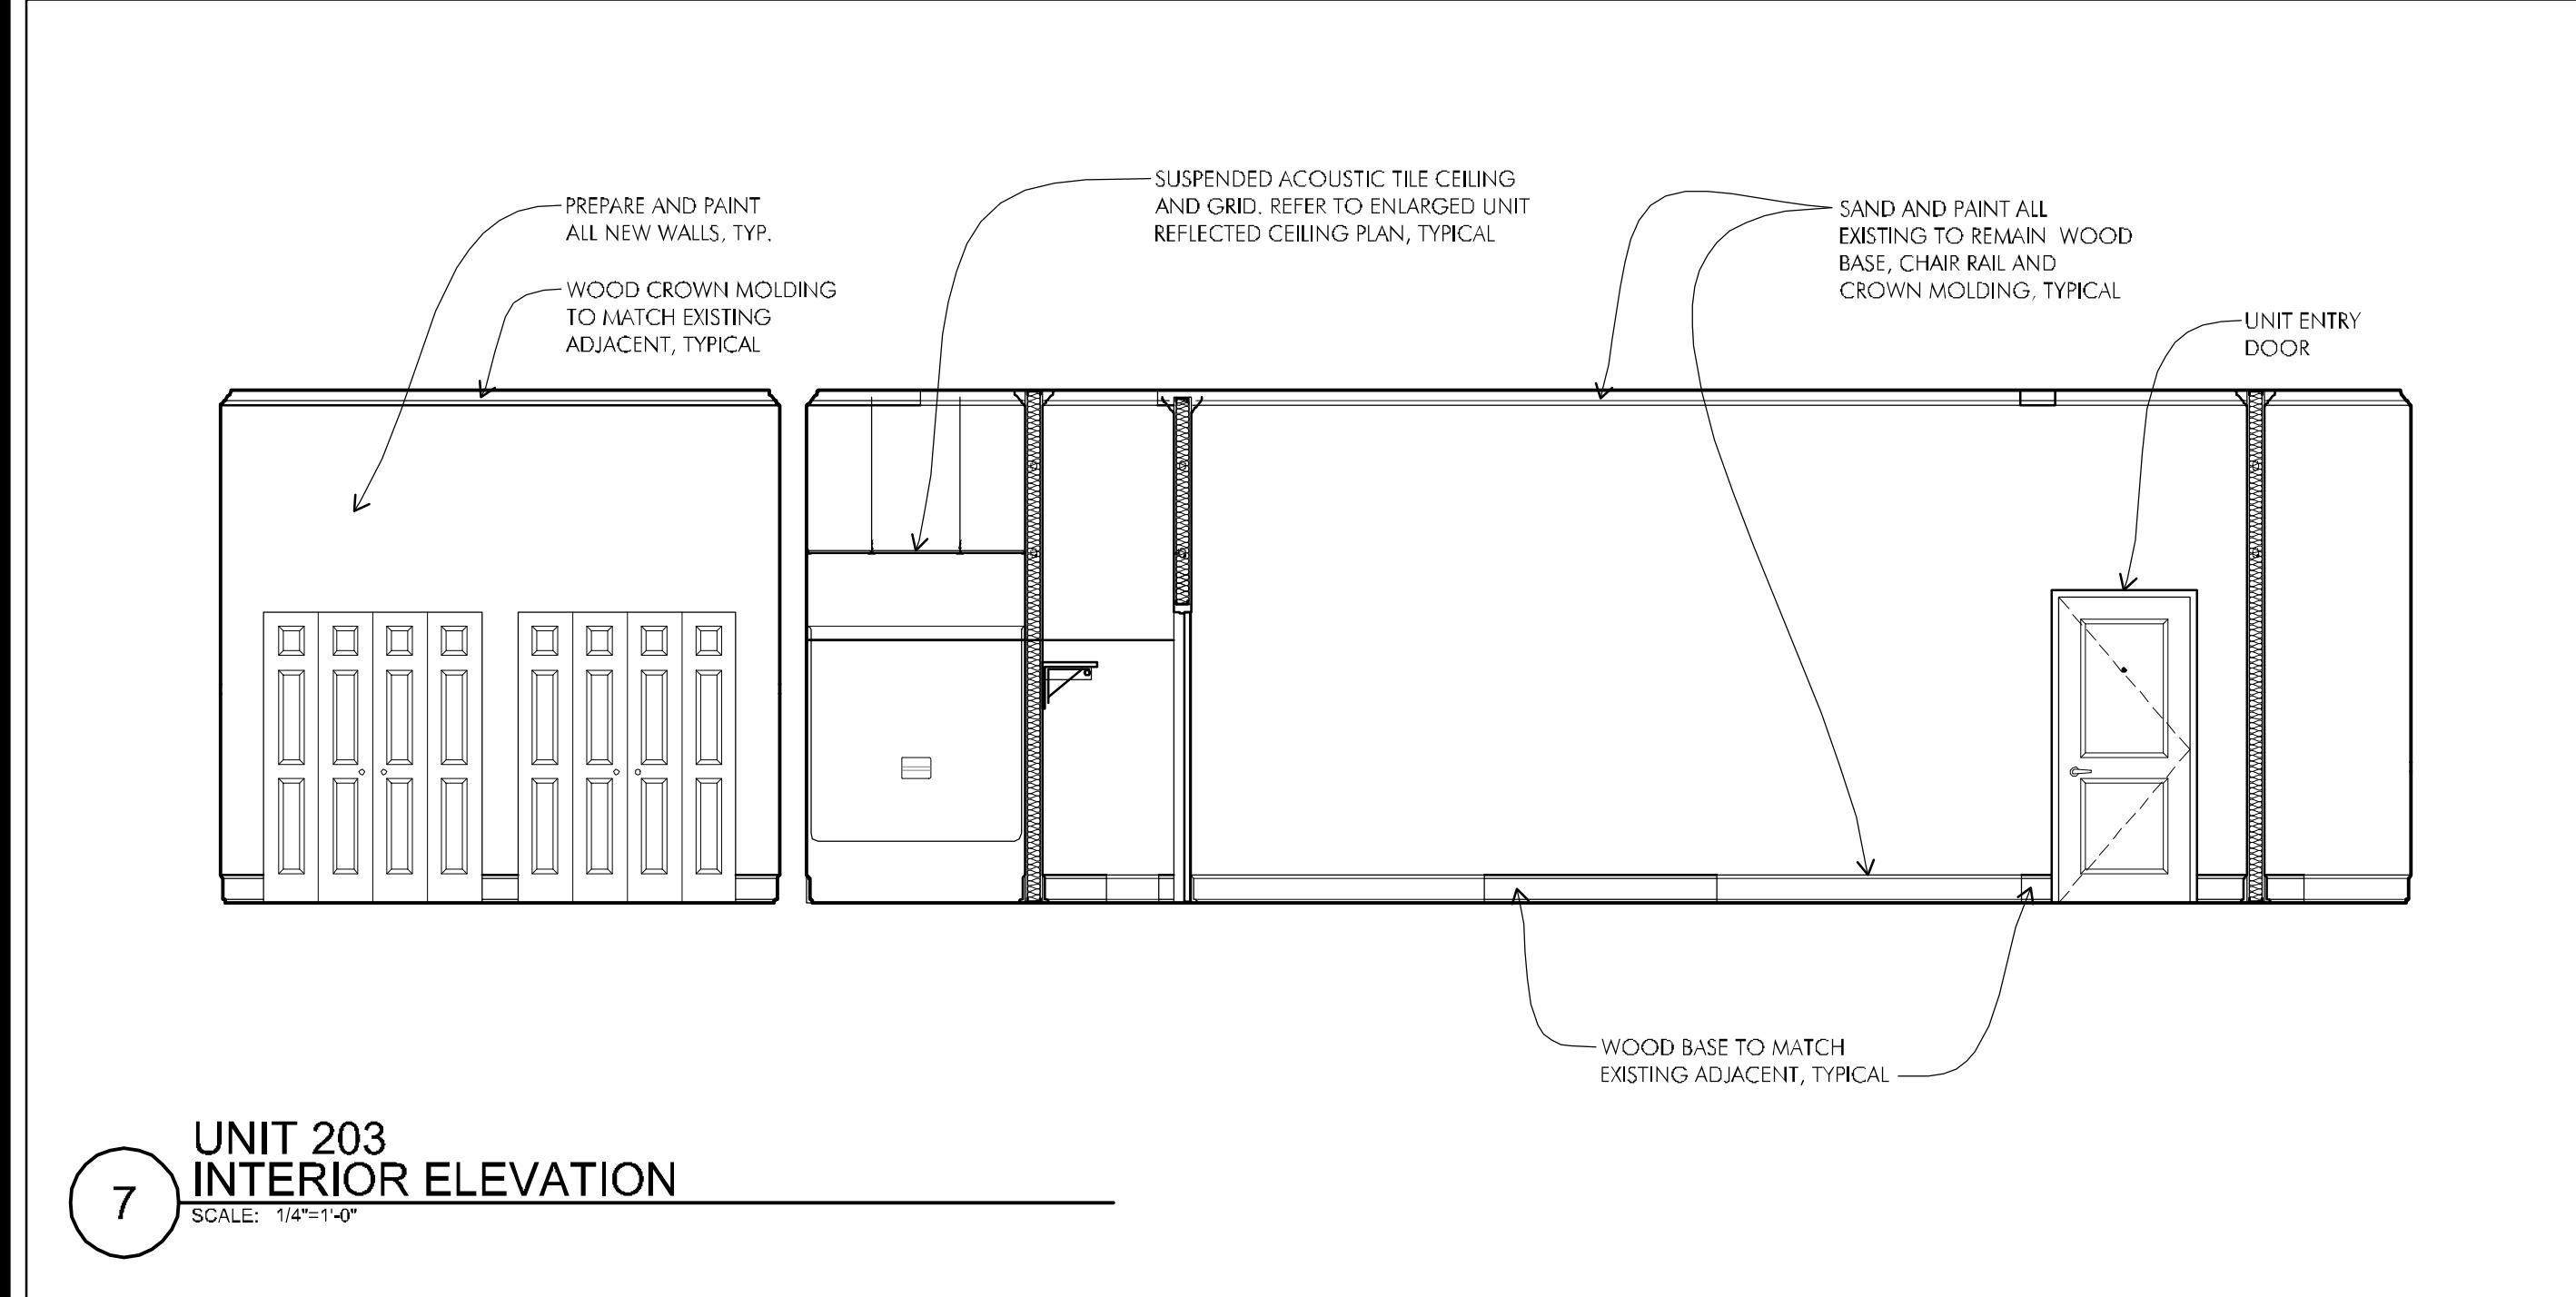 PREPARE AND PAINT
ALL NEW WALLS, TYP.
WOOD CROWN MOLDING
TO MATCH EXISTING
ADJACENT, TYPICAL
SUSPENDED ACOUSTIC TILE CEILING
AND GRID. REFER TO ENLARGED UNIT
REFLECTED CEILING PLAN, TYPICAL
SAND AND PAINT ALL
EXISTING TO REMAIN WOOD
BASE, CHAIR RAIL AND
CROWN MOLDING, TYPICAL
UNIT ENTRY
DOOR
WOOD BASE TO MATCH
EXISTING ADJACENT, TYPICAL
7
UNIT 203
INTERIOR ELEVATION
SCALE: 1/4"=1'-0"